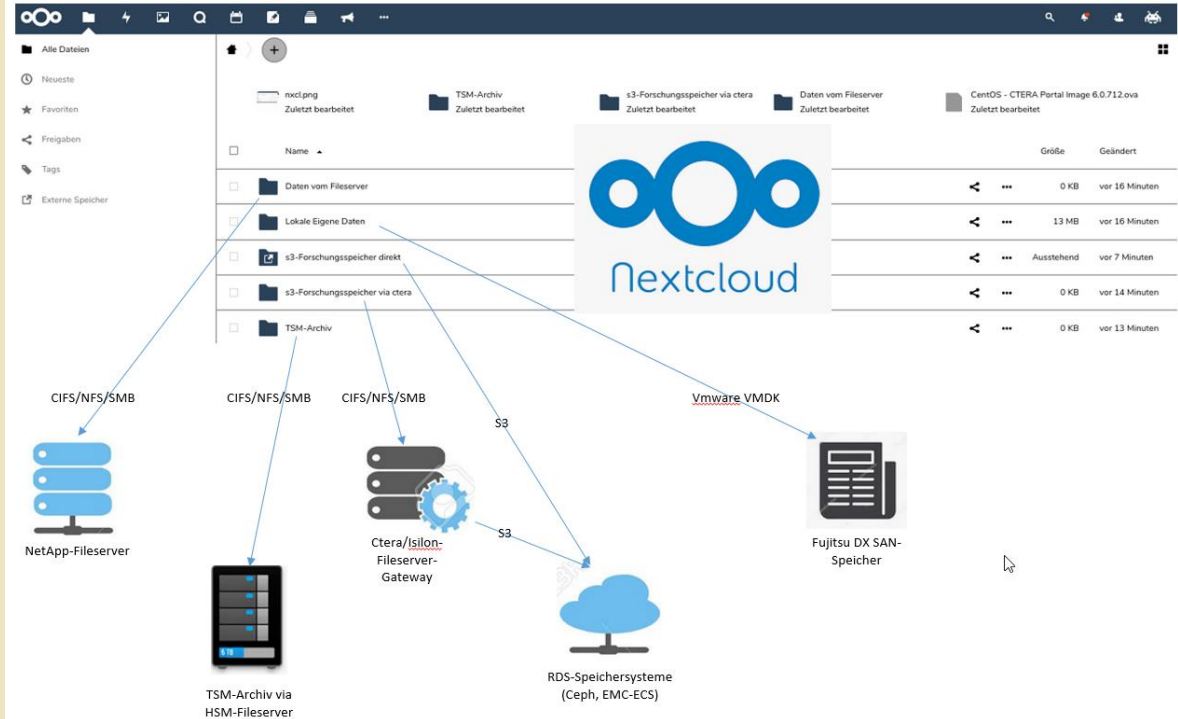 Alle Dateien
Neueste
Favoriten
Freigaben
Tags
Externe Speicher
nxcl.png
Zuletzt bearbeitet
TSM-Archiv
Zuletzt bearbeitet
s3-Forschungsspeicher via ctera
Zuletzt bearbeitet
Daten vom Fileserver
Zuletzt bearbeitet
CentOS - CTERA Portal Image 6.0.712.ova
Zuletzt bearbeitet
Name Größe Geändert
Daten vom Fileserver 0 KB vor 16 Minuten
Lokale Eigene Daten 13 MB vor 16 Minuten
s3-Forschungsspeicher direkt Ausstehend vor 7 Minuten
s3-Forschungsspeicher via ctera 0 KB vor 14 Minuten
TSM-Archiv 0 KB vor 13 Minuten
Nextcloud
CIFS/NFS/SMB
CIFS/NFS/SMB
CIFS/NFS/SMB
S3
Vmware VMDK
S3
NetApp-Fileserver
6 TB
TSM-Archiv via
HSM-Fileserver
Ctera/Isilon-
Fileserver-
Gateway
RDS-Speichersysteme
(Ceph, EMC-ECS)
Fujitsu DX SAN-
Speicher